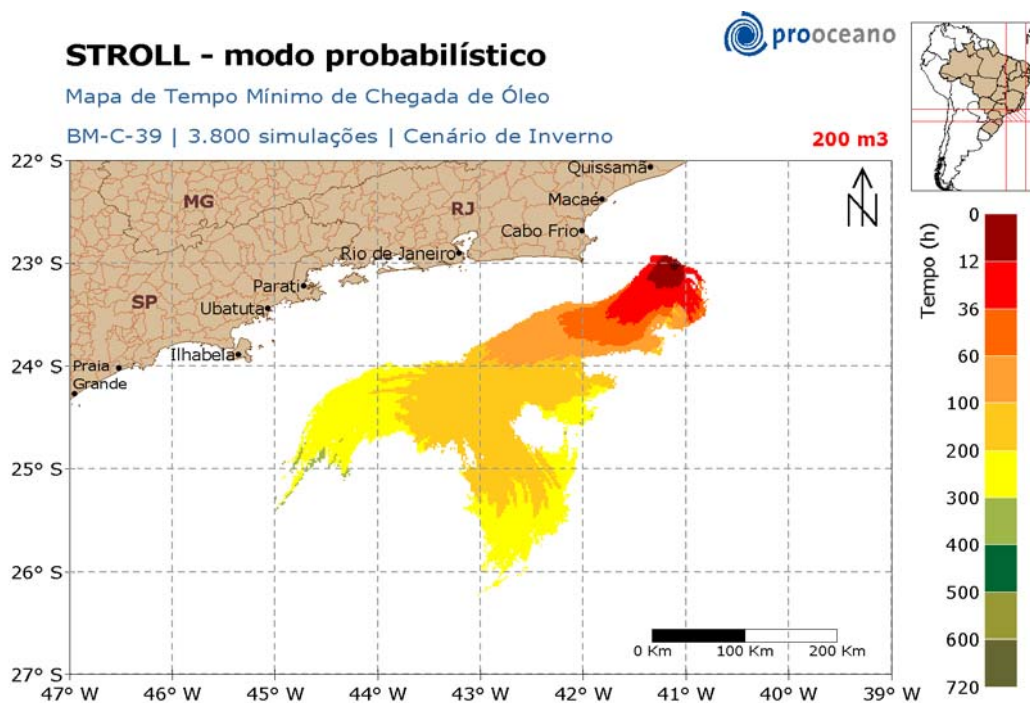 prooceano
STROLL - modo probabilístico
Mapa de Tempo Mínimo de Chegada de Óleo
BM-C-39 | 3.800 simulações | Cenário de Inverno
200 m3
22° S
23° S
24° S
25° S
26° S
27° S
Quissamã
MG
Macaé
RJ
Cabo Frio
Rio de Janeiro
Parati
SP
Ubatuta
Ilhabela
Praia
Grande
N
0 Km 100 Km 200 Km
47 W 46 W 45 W 44 W 43 W 42 W 41 W 40 W 39 W
Tempo (h)
0
12
36
60
100
200
300
400
500
600
720